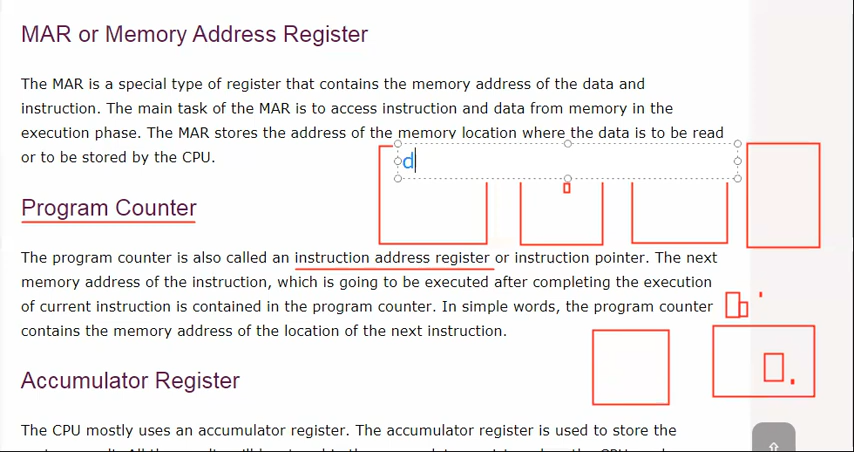 MAR or Memory Address Register
The MAR is a special type of register that contains the memory address of the data and
instruction. The main task of the MAR is to access instruction and data from memory in the
execution phase. The MAR stores the address of the memory location where the data is to be read
or to be stored by the CPU.
d
Program Counter
The program counter is also called an instruction address register or instruction pointer. The next
memory address of the instruction, which is going to be executed after completing the execution
of current instruction is contained in the program counter. In simple words, the program counter
contains the memory address of the location of the next instruction.
Accumulator Register
The CPU mostly uses an accumulator register. The accumulator register is used to store the